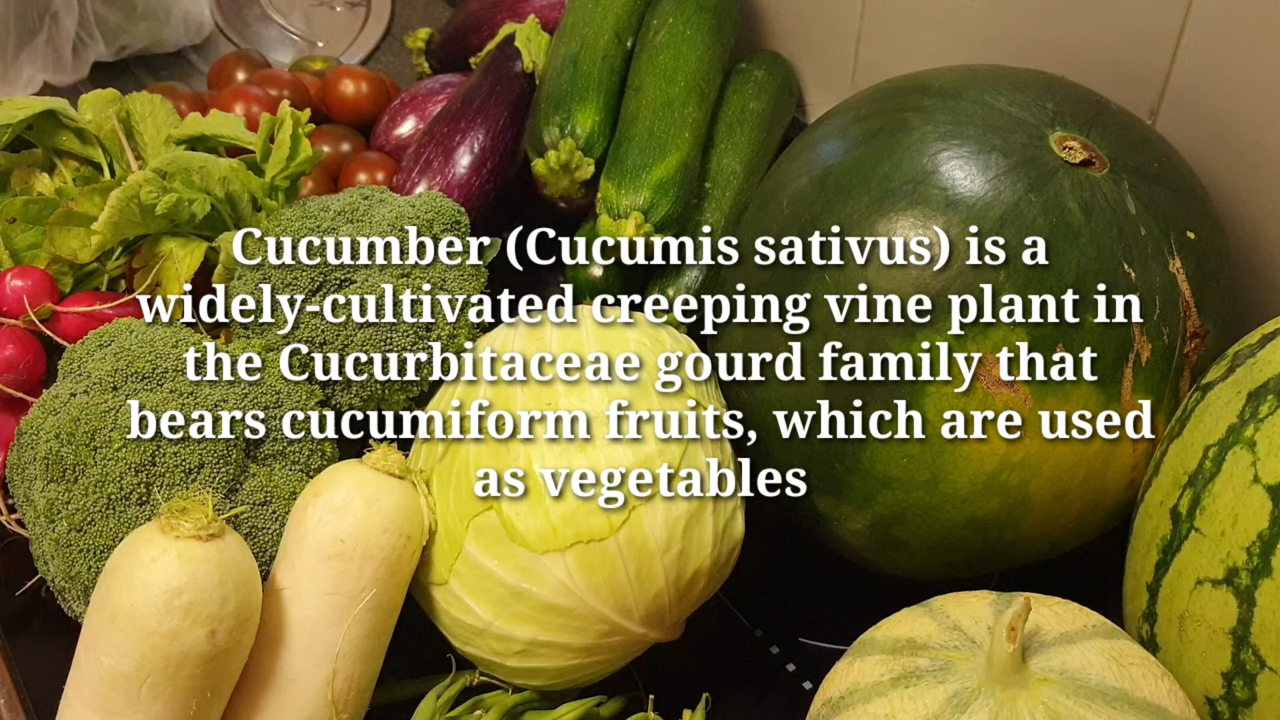 Cucumber (Cucumis sativus) is a
widely-cultivated creeping vine plant in
the Cucurbitaceae gourd family that
bears cucumiform fruits, which are used
as vegetables